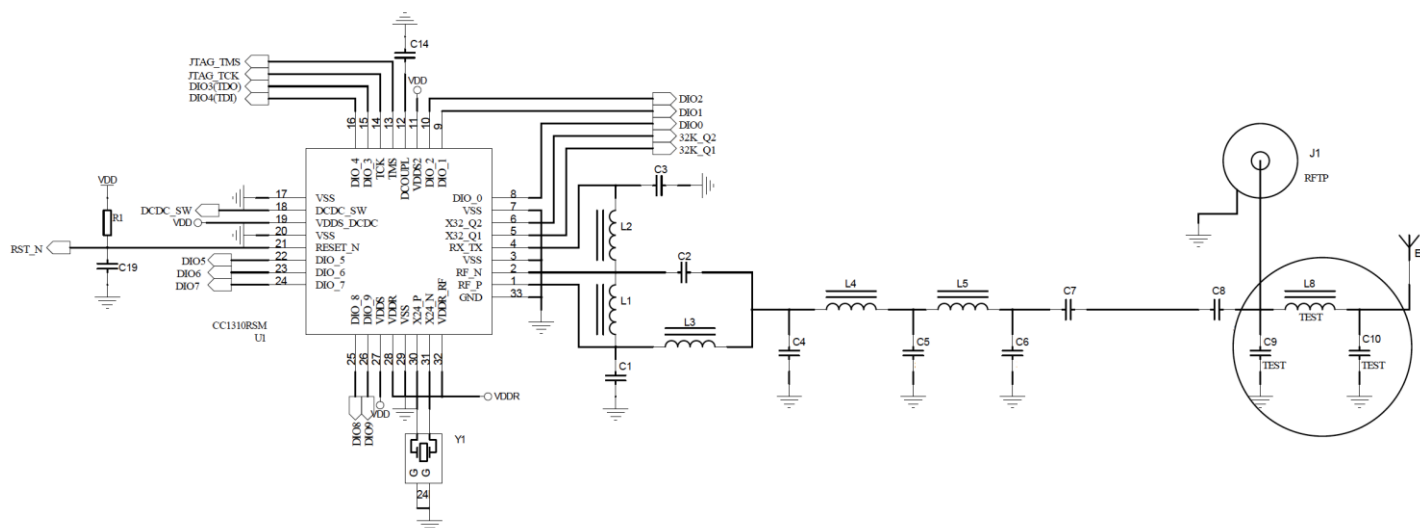 C14
JTAG_TMS
JTAG_TCK
DIO3(TDO)
DIO4(TDI)
VDD
DIO2
DIO1
DIO0
32K_Q2
32K_Q1
16 15 14 13 12 11 10 9
DIO_4 DIO_3 TCK TMS DCOUPL VDDS2 DIO_2 DIO_1
VDD
R1
C19
RST_N
DCDC_SW
VDD
DIO5
DIO6
DIO7
17 VSS
18 DCDC_SW
19 VDDS_DCDC
20 VSS
21 RESET_N
22 DIO_5
23 DIO_6
24 DIO_7
DIO_0 8
VSS 7
X32_Q2 6
X32_Q1 5
RX_TX 4
VSS 3
RF_N 2
RF_P 1
GND 33
DIO_8 DIO_9 VDDS VDDR VSS X24_P X24_N VDDR_RF
25 26 27 28 29 30 31 32
CC1310RSM
U1
DIO8 DIO9
VDD
VDDR
Y1
G G
24
C3
L2
C2
L1
L3
C1
L4
L5
C7
C8
C4
C5
C6
J1
RFTP
E
L8
TEST
C9
TEST
C10
TEST